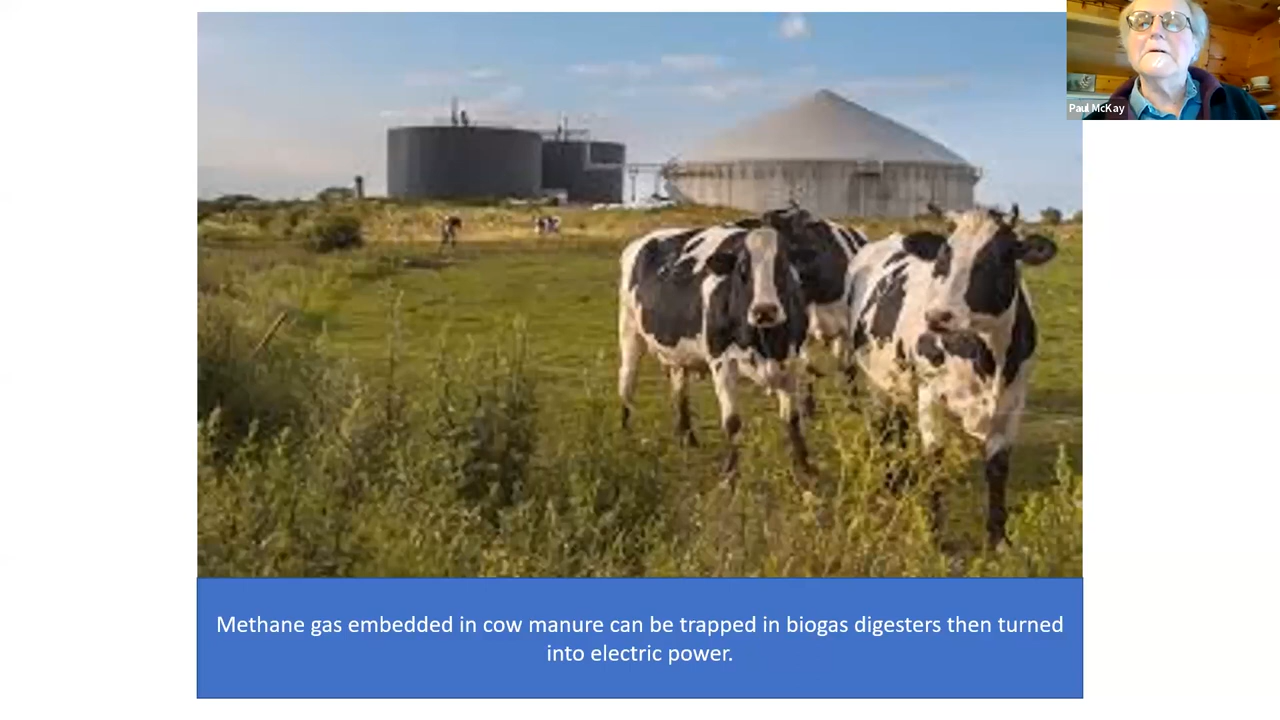 Paul McKay
Methane gas embedded in cow manure can be trapped in biogas digesters then turned
into electric power.